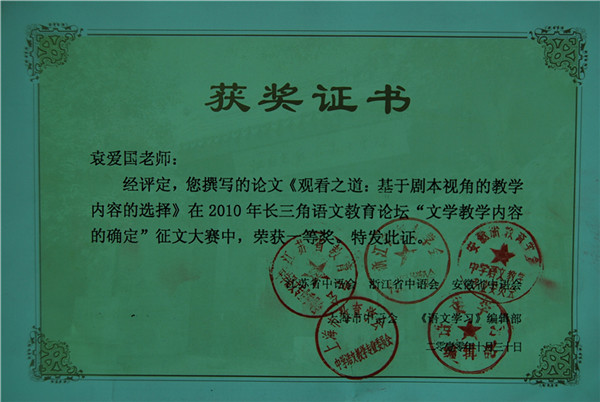 获奖证书
袁爱国老师：
经评定，您撰写的论文《观看之道：基于剧本视角的教学
内容的选择》在2010年长三角语文教育论坛“文学教学内容
的确定”征文大赛中，荣获一等奖，特发此证。
江苏省中语会 浙江省中语会 安徽省中语会
上海市中语会 《语文学习》编辑部
编辑部